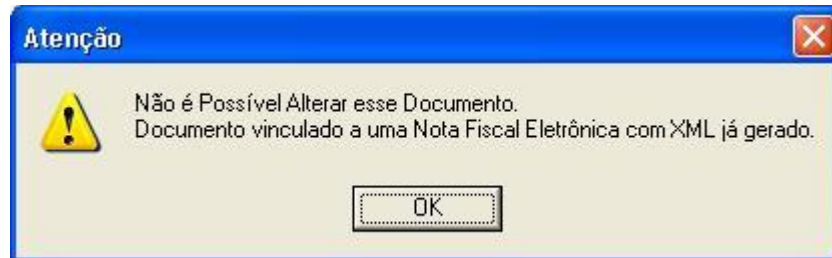 Atenção
Não é Possível Alterar esse Documento.
Documento vinculado a uma Nota Fiscal Eletrônica com XML já gerado.
OK